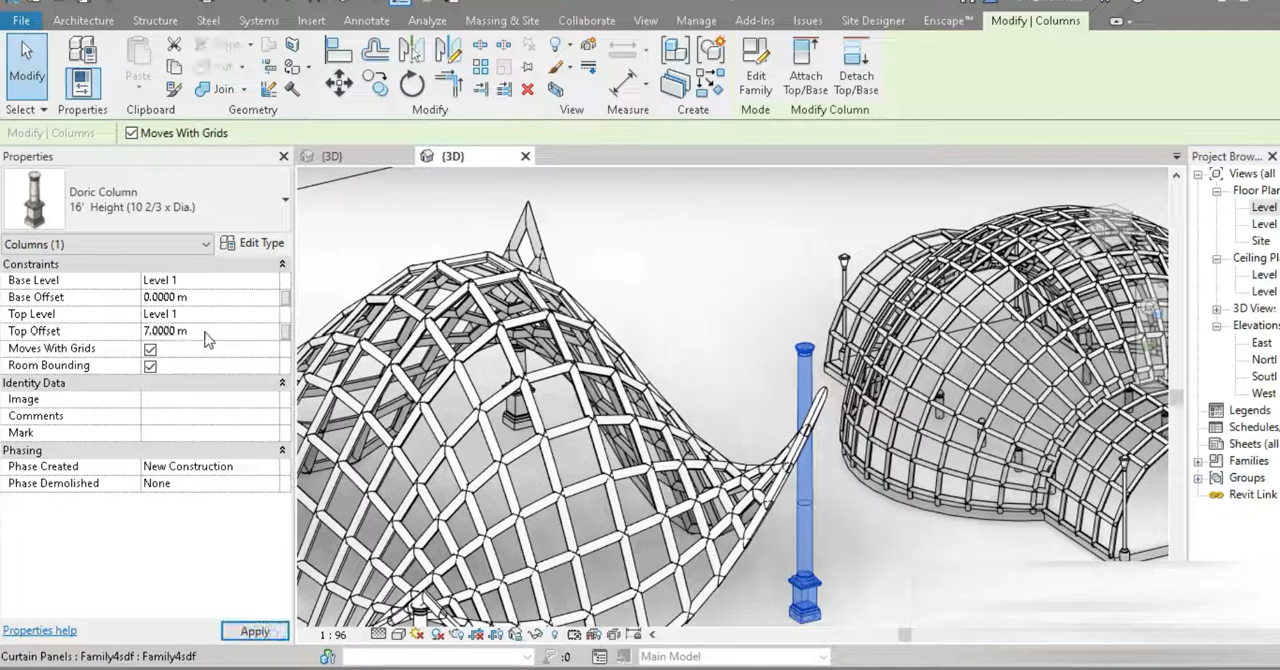 File Architecture Structure Steel Systems Insert Annotate Analyze Massing & Site Collaborate View Manage Add-Ins Issues Site Designer Enscape™ Modify | Columns
Modify Paste Join Edit Family Attach Top/Base Detach Top/Base
Select Properties Clipboard Geometry Modify View Measure Create Mode Modify Column
Modify | Columns Moves With Grids
Properties {3D} {3D} Project Brow...
Doric Column
16' Height (10 2/3 x Dia.)
Columns (1) Edit Type
Constraints
Base Level Level 1
Base Offset 0.0000 m
Top Level Level 1
Top Offset 7.0000 m
Moves With Grids
Room Bounding
Identity Data
Image
Comments
Mark
Phasing
Phase Created New Construction
Phase Demolished None
Properties help Apply
Views (all
Floor Plan
Level
Level
Site
Ceiling Pl
Level
Level
3D Views
Elevations
East
Nortl
Soutl
West
Legends
Schedules,
Sheets (all
Families
Groups
Revit Link
1 : 96
Curtain Panels : Family4sdf : Family4sdf :0 Main Model